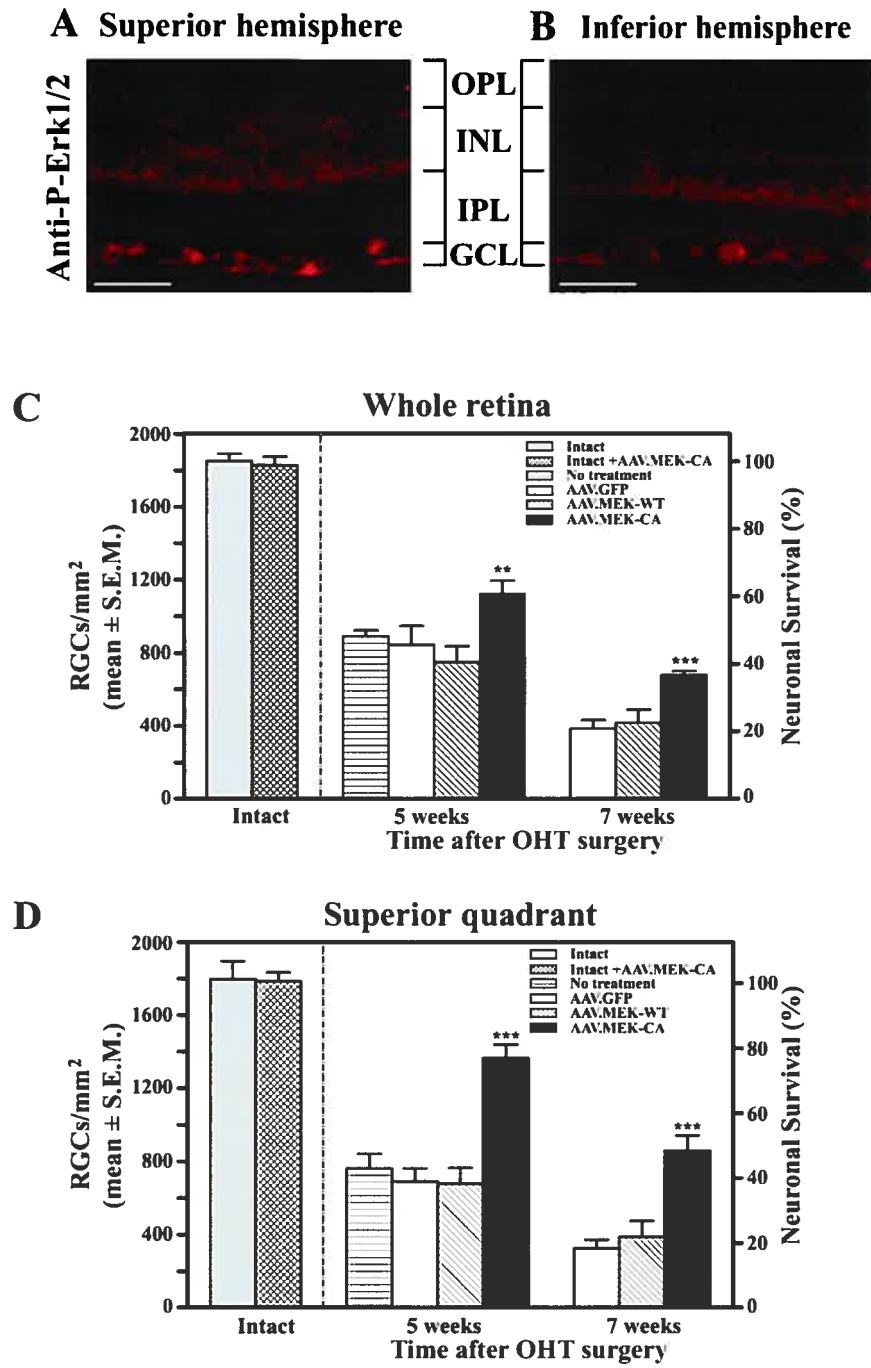 A Superior hemisphere
B Inferior hemisphere
Anti-P-Erk1/2
OPL
INL
IPL
GCL
C Whole retina
RGCs/mm²
(mean ± S.E.M.)
2000
1600
1200
800
400
0
Intact
Intact +AAV.MEK-CA
No treatment
AAV.GFP
AAV.MEK-WT
AAV.MEK-CA
**
***
100
80
60
40
20
0
Neuronal Survival (%)
Intact 5 weeks 7 weeks
Time after OHT surgery
D Superior quadrant
RGCs/mm²
(mean ± S.E.M.)
2000
1600
1200
800
400
0
Intact
Intact +AAV.MEK-CA
No treatment
AAV.GFP
AAV.MEK-WT
AAV.MEK-CA
***
***
100
80
60
40
20
0
Neuronal Survival (%)
Intact 5 weeks 7 weeks
Time after OHT surgery